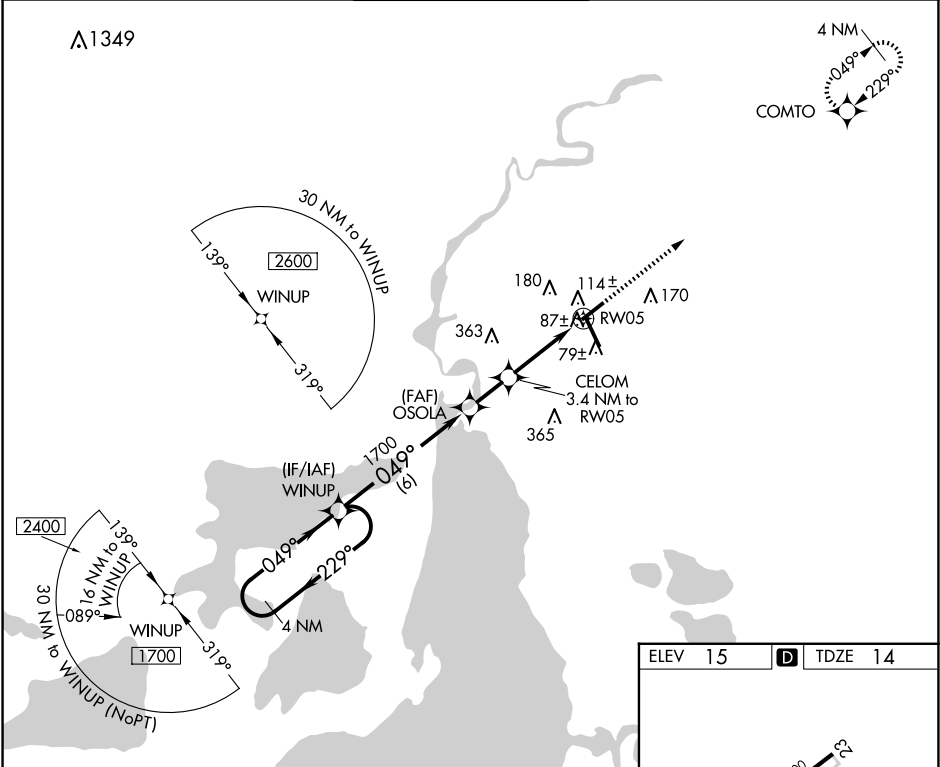 1349
4 NM
049°
229°
COMTO
30 NM to WINUP
139°
2600
WINUP
319°
180
114±
170
87±
RW05
363
79±
CELOM
3.4 NM to
RW05
(FAF)
OSOLA
365
1700
049°
(6)
(IF/IAF)
WINUP
049°
229°
4 NM
2400
139°
16 NM to
WINUP
089°
30 NM to WINUP (NoPT)
WINUP
1700
319°
ELEV 15
D
TDZE 14
23